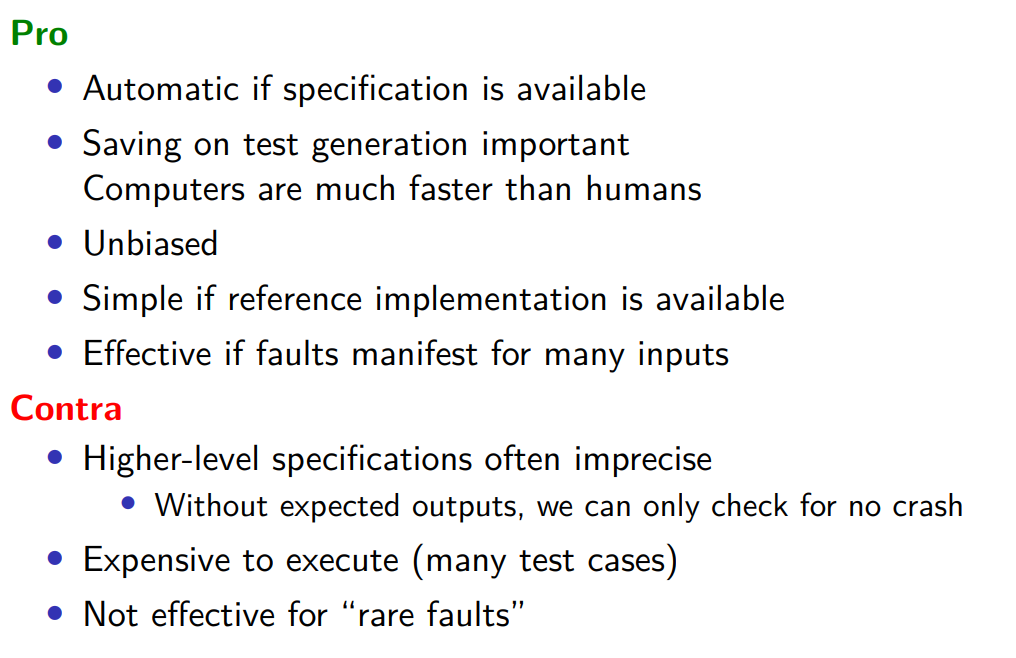 Pro
• Automatic if specification is available
• Saving on test generation important
Computers are much faster than humans
• Unbiased
• Simple if reference implementation is available
• Effective if faults manifest for many inputs
Contra
• Higher-level specifications often imprecise
• Without expected outputs, we can only check for no crash
• Expensive to execute (many test cases)
• Not effective for “rare faults”